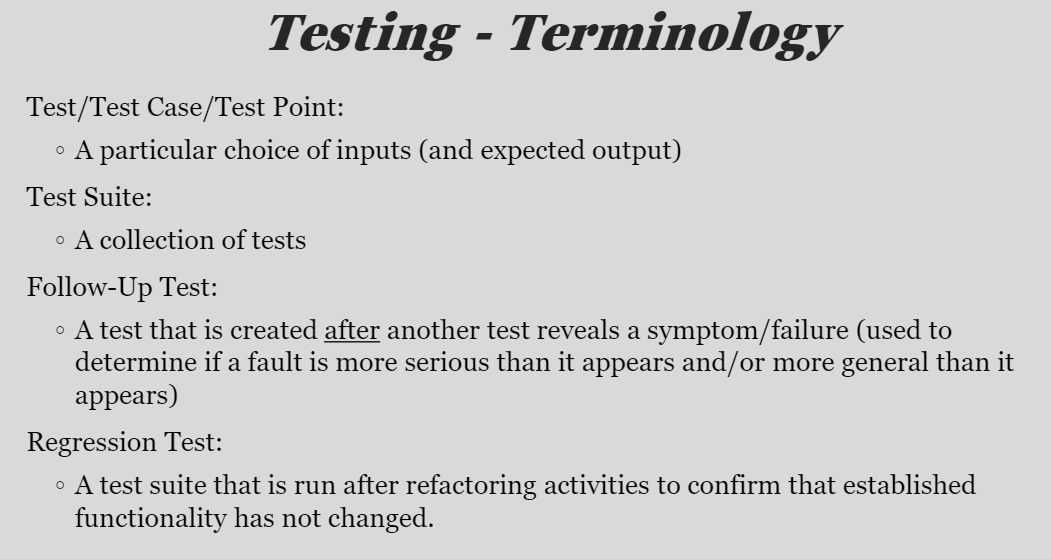 Testing - Terminology
Test/Test Case/Test Point:
◦ A particular choice of inputs (and expected output)
Test Suite:
◦ A collection of tests
Follow-Up Test:
◦ A test that is created after another test reveals a symptom/failure (used to
determine if a fault is more serious than it appears and/or more general than it
appears)
Regression Test:
◦ A test suite that is run after refactoring activities to confirm that established
functionality has not changed.